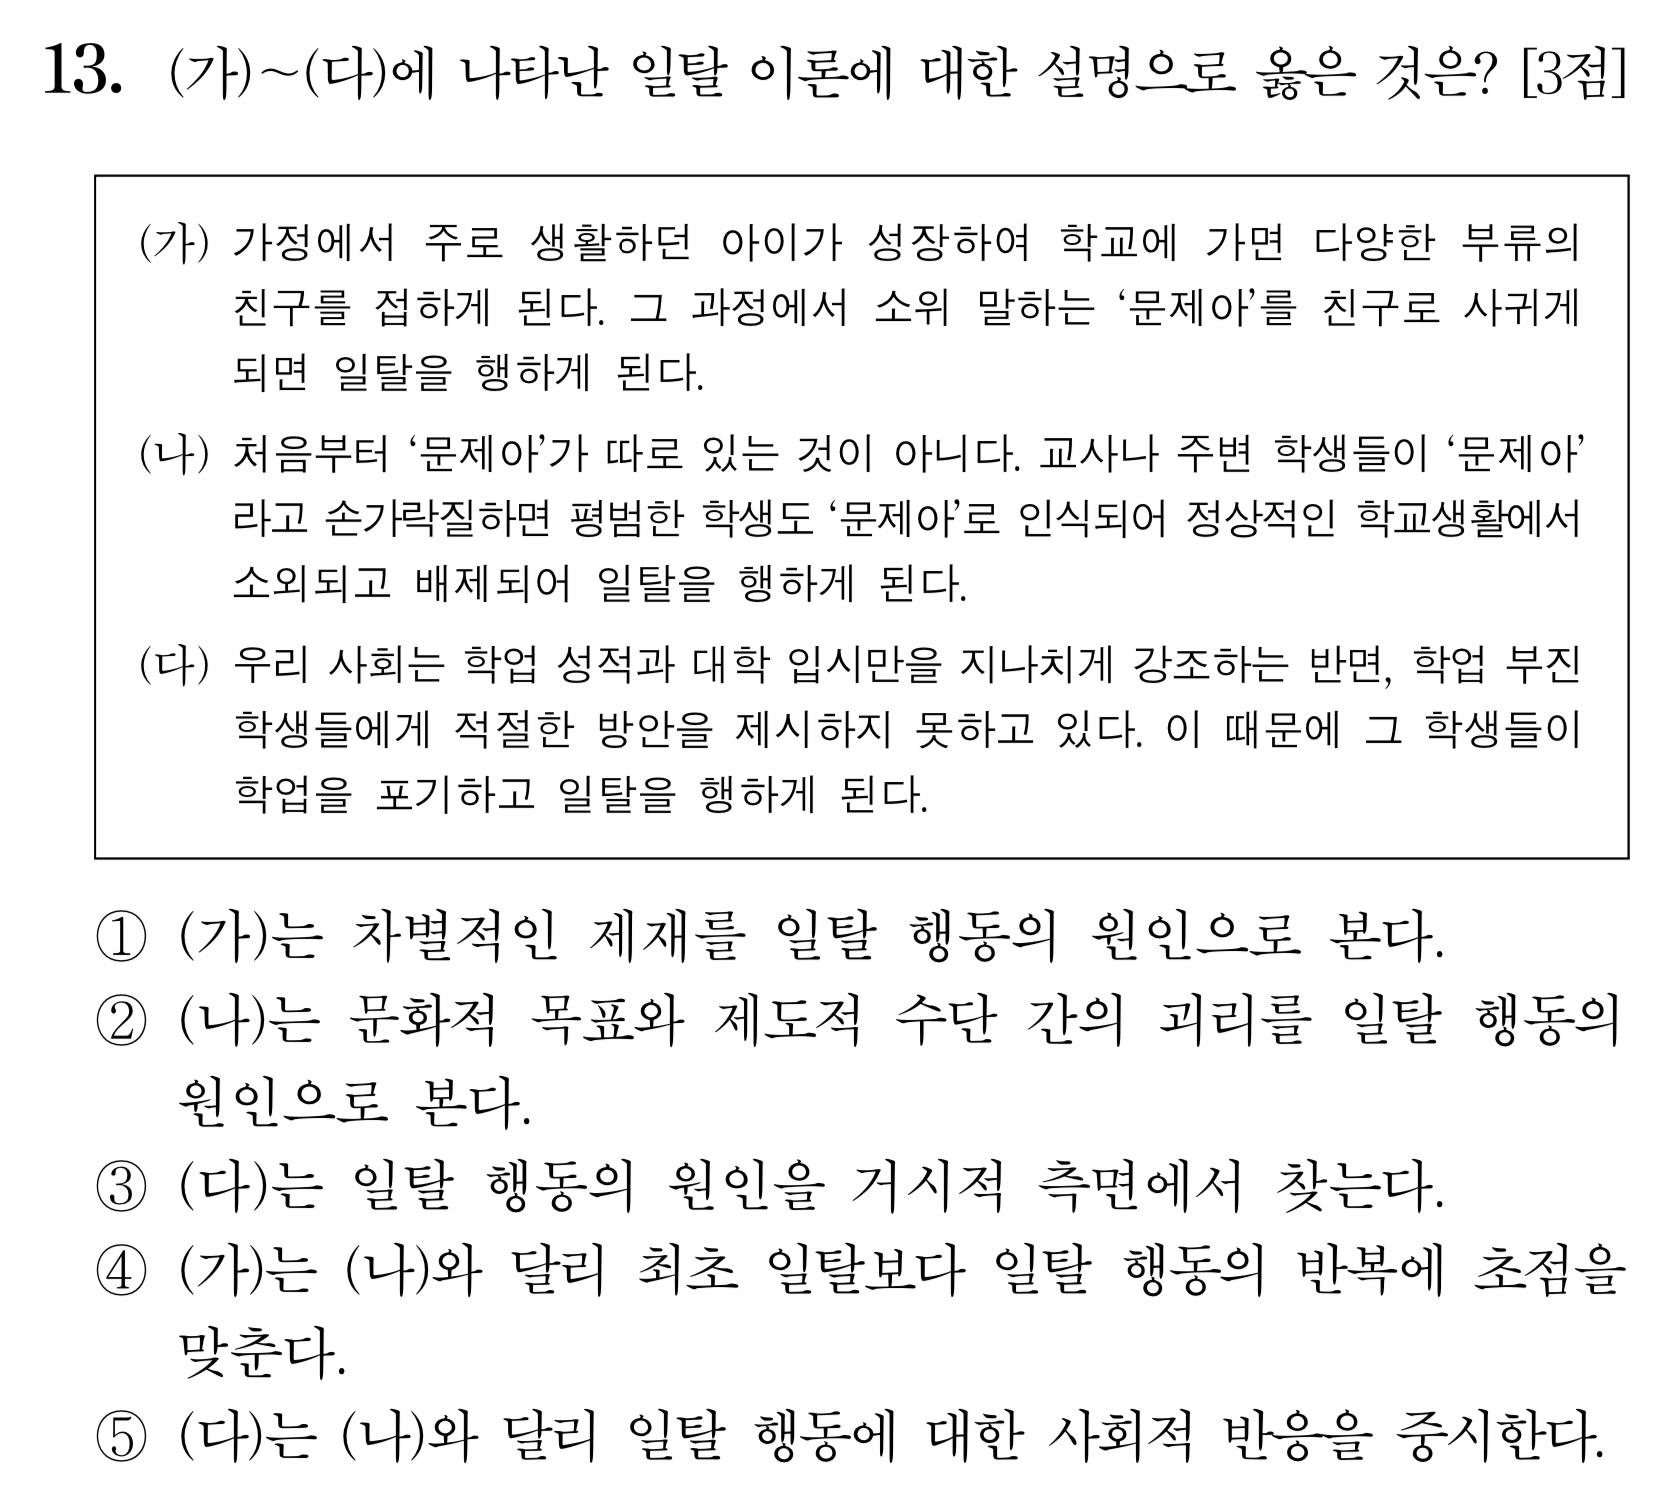 13. (가)~(다)에 나타난 일탈 이론에 대한 설명으로 옳은 것은? [3점]
(가) 가정에서 주로 생활하던 아이가 성장하여 학교에 가면 다양한 부류의
친구를 접하게 된다. 그 과정에서 소위 말하는 ‘문제아’를 친구로 사귀게
되면 일탈을 행하게 된다.
(나) 처음부터 ‘문제아’가 따로 있는 것이 아니다. 교사나 주변 학생들이 ‘문제아’
라고 손가락질하면 평범한 학생도 ‘문제아’로 인식되어 정상적인 학교생활에서
소외되고 배제되어 일탈을 행하게 된다.
(다) 우리 사회는 학업 성적과 대학 입시만을 지나치게 강조하는 반면, 학업 부진
학생들에게 적절한 방안을 제시하지 못하고 있다. 이 때문에 그 학생들이
학업을 포기하고 일탈을 행하게 된다.
① (가)는 차별적인 제재를 일탈 행동의 원인으로 본다.
② (나)는 문화적 목표와 제도적 수단 간의 괴리를 일탈 행동의
원인으로 본다.
③ (다)는 일탈 행동의 원인을 거시적 측면에서 찾는다.
④ (가)는 (나)와 달리 최초 일탈보다 일탈 행동의 반복에 초점을
맞춘다.
⑤ (다)는 (나)와 달리 일탈 행동에 대한 사회적 반응을 중시한다.